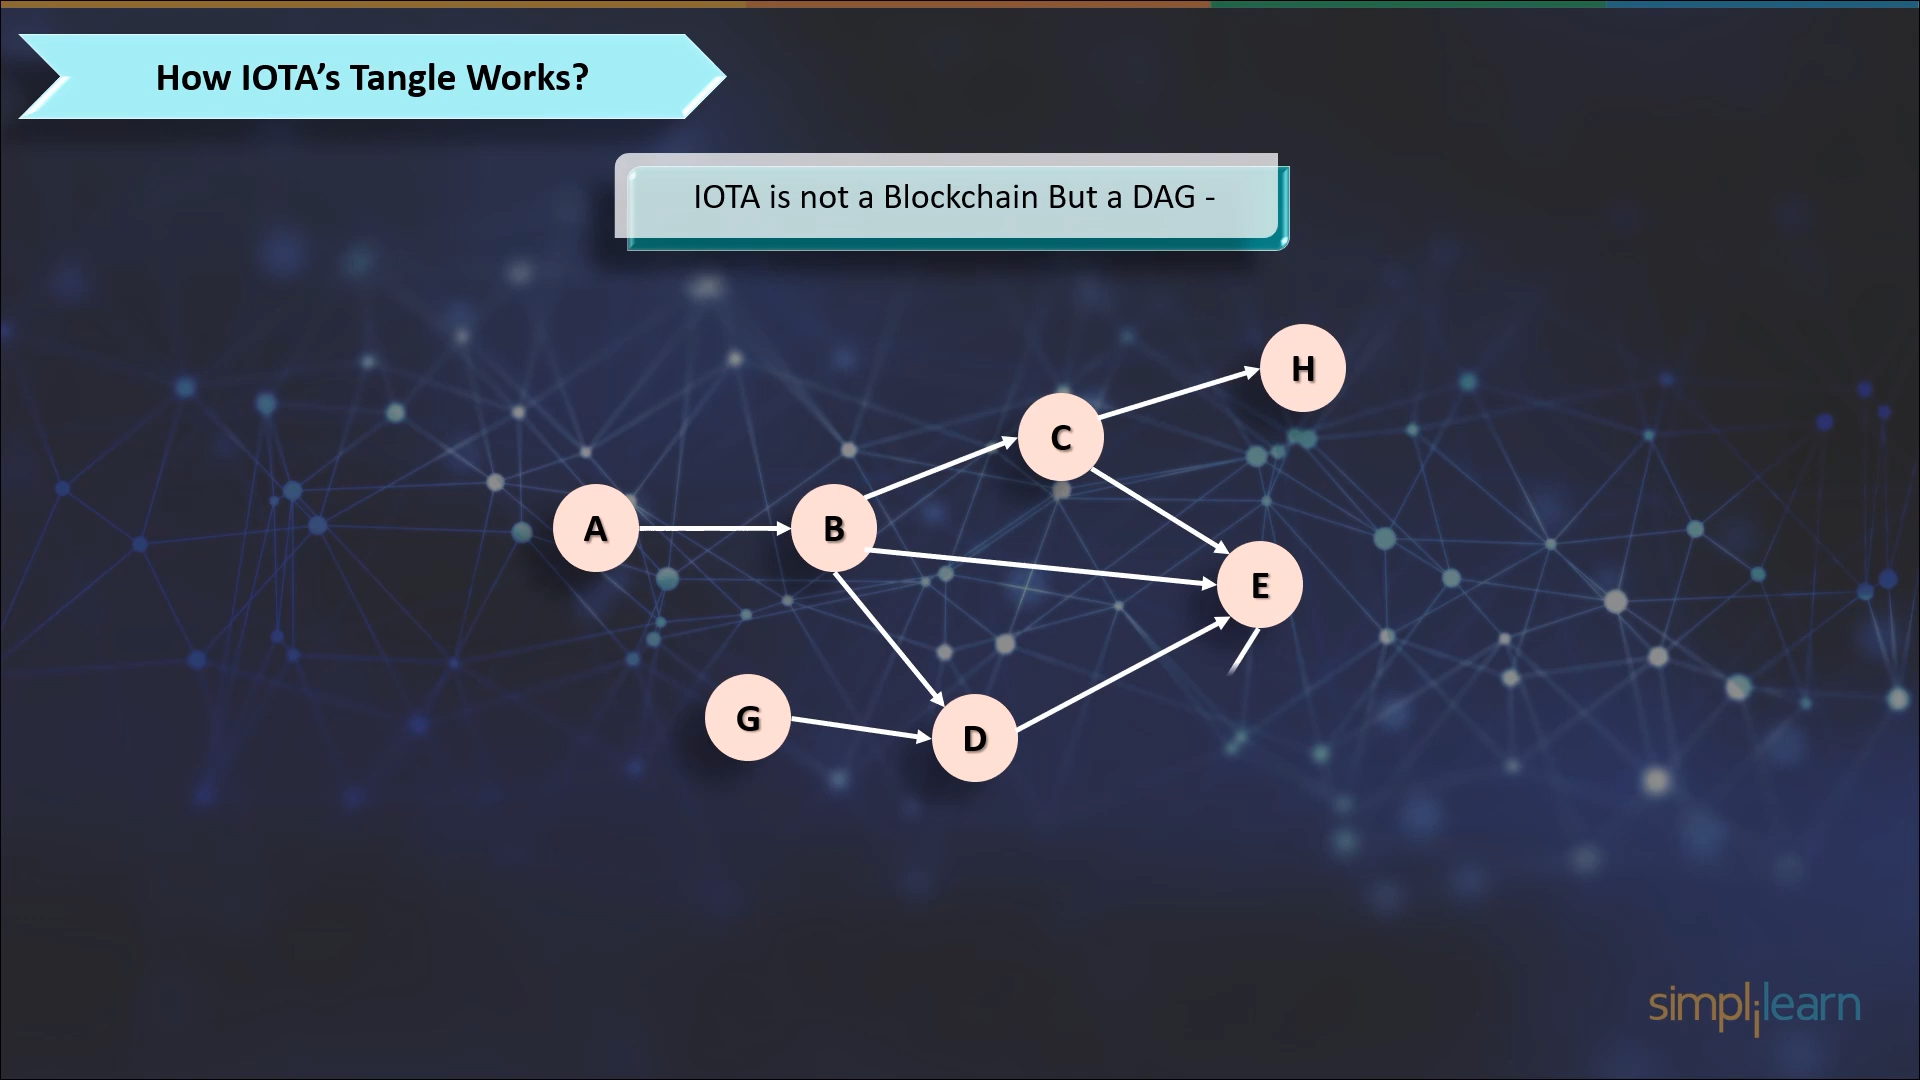 How IOTA's Tangle Works?
IOTA is not a Blockchain But a DAG -
H
C
A
B
E
G
D
simplilearn